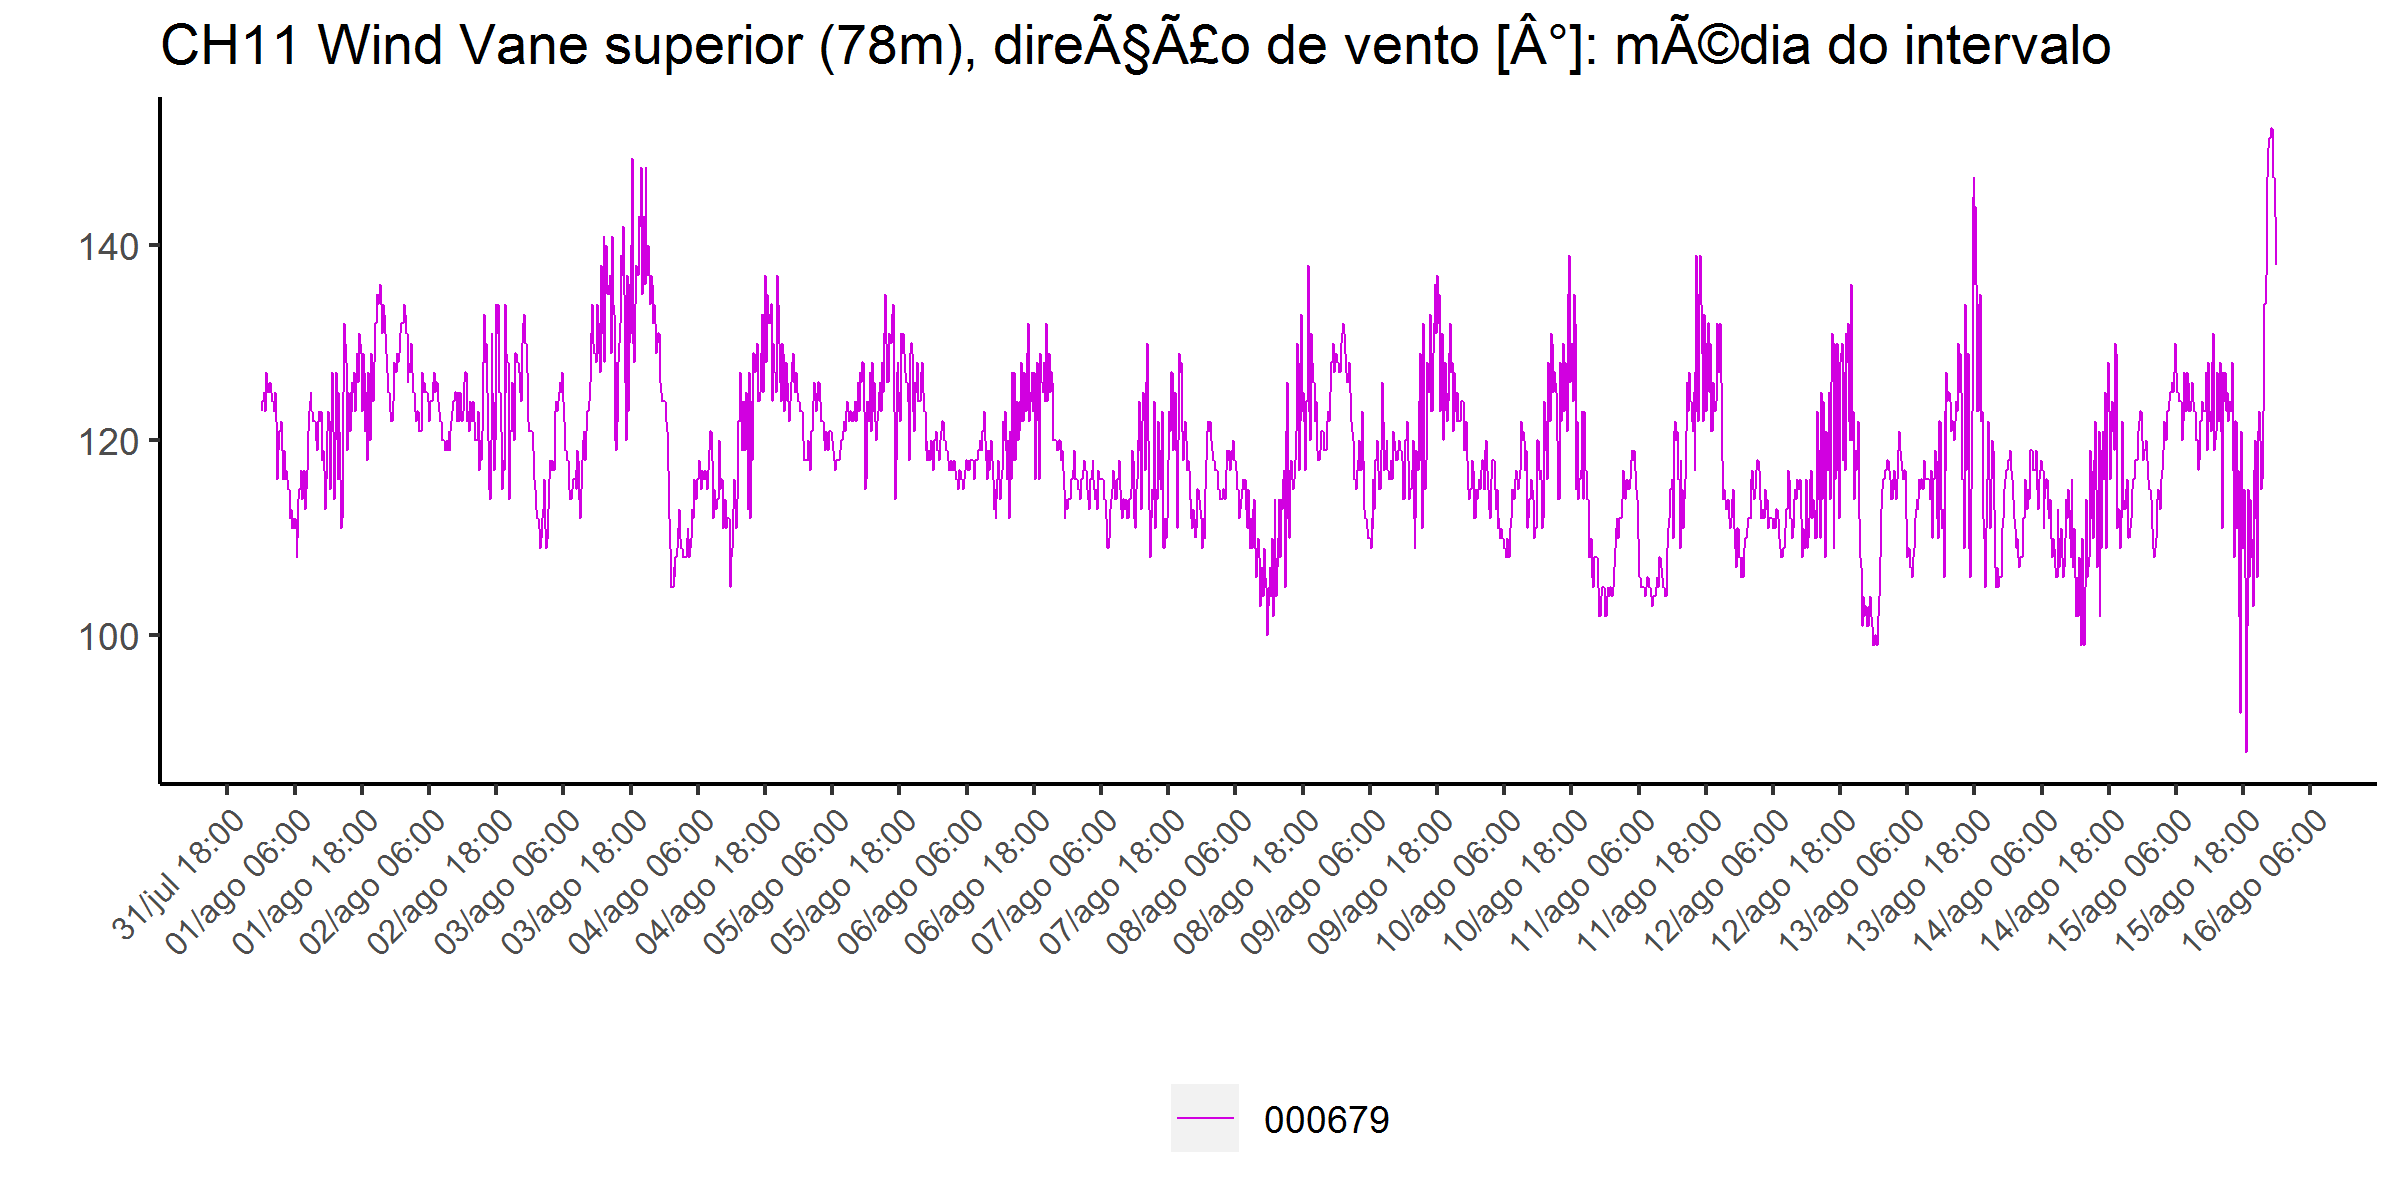 CH11 Wind Vane superior (78m), direÃ§Ã£o de vento [Â°]: mÃ©dia do intervalo
140
120
100
31/jul 18:00
01/ago 06:00
01/ago 18:00
02/ago 06:00
02/ago 18:00
03/ago 06:00
03/ago 18:00
04/ago 06:00
04/ago 18:00
05/ago 06:00
05/ago 18:00
06/ago 06:00
06/ago 18:00
07/ago 06:00
07/ago 18:00
08/ago 06:00
08/ago 18:00
09/ago 06:00
09/ago 18:00
10/ago 06:00
10/ago 18:00
11/ago 06:00
11/ago 18:00
12/ago 06:00
12/ago 18:00
13/ago 06:00
13/ago 18:00
14/ago 06:00
14/ago 18:00
15/ago 06:00
15/ago 18:00
16/ago 06:00
000679